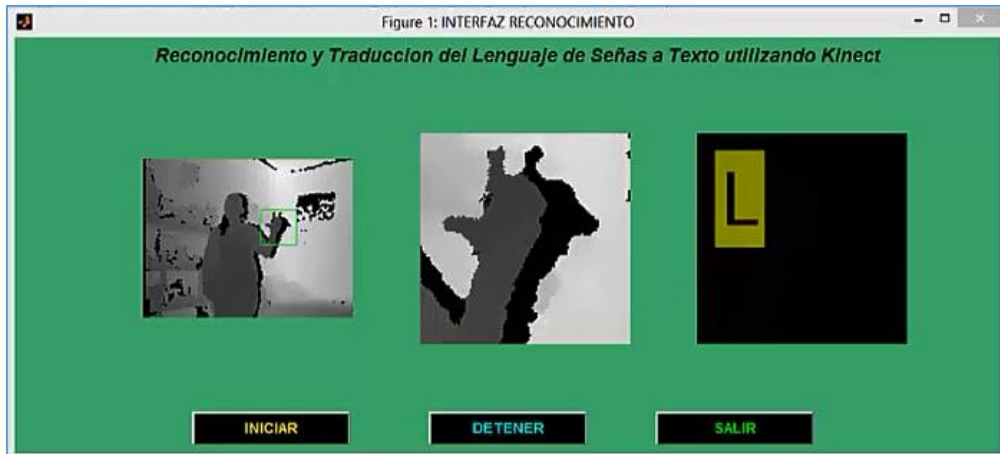 Figure 1: INTERFAZ RECONOCIMIENTO
Reconocimiento y Traduccion del Lenguaje de Señas a Texto utilizando Kinect
L
INICIAR
DETENER
SALIR